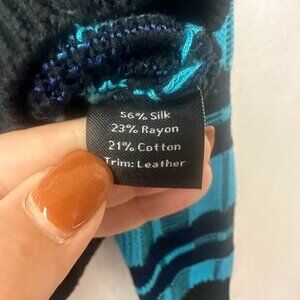 56% Silk
23% Rayon
21% Cotton
Trim: Leather